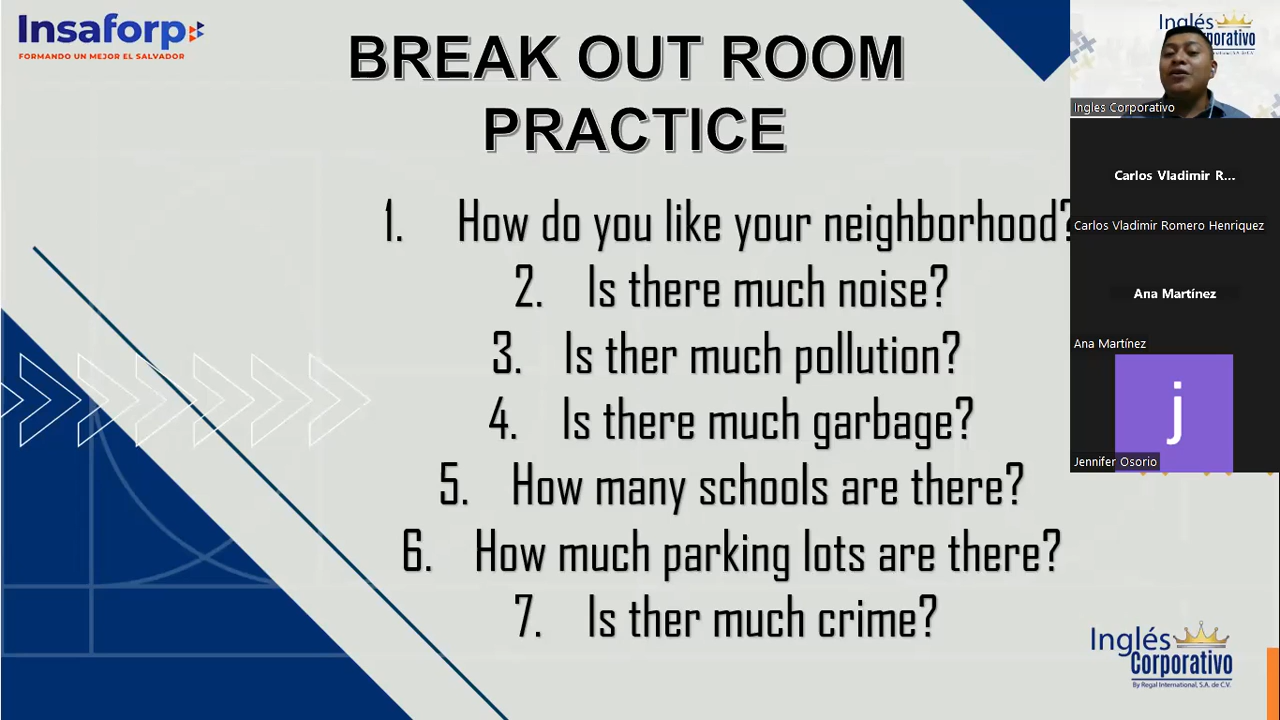 Insaforp
FORMANDO UN MEJOR EL SALVADOR
BREAK OUT ROOM
PRACTICE
1. How do you like your neighborhood?
2. Is there much noise?
3. Is ther much pollution?
4. Is there much garbage?
5. How many schools are there?
6. How much parking lots are there?
7. Is ther much crime?
Inglés
Corporativo
Ingles Corporativo
Carlos Vladimir R...
Carlos Vladimir Romero Henriquez
Ana Martínez
Ana Martínez
j
Jennifer Osorio
Inglés
Corporativo
By Regal International, S.A. de C.V.